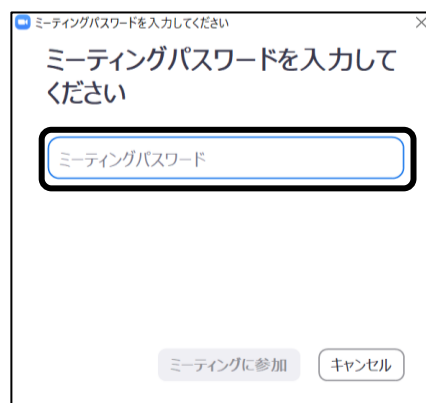 ミーティングパスワードを入力してください
ミーティングパスワードを入力して
ください
ミーティングパスワード
ミーティングに参加
キャンセル